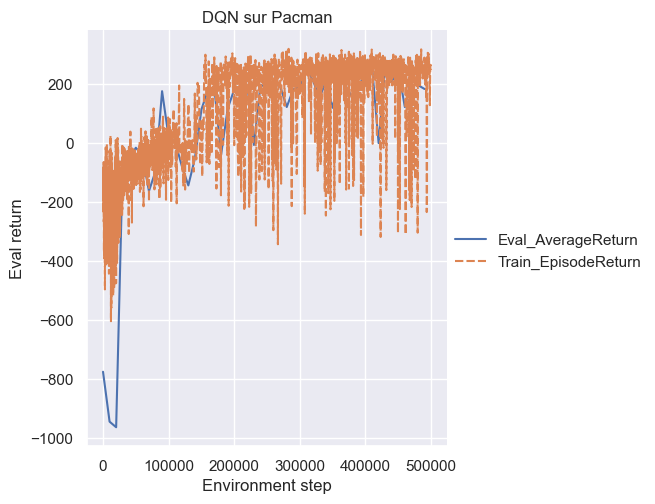 DQN sur Pacman
Eval return
200
0
−200
−400
−600
−800
−1000
0
100000
200000
300000
400000
500000
Environment step
Eval_AverageReturn
Train_EpisodeReturn